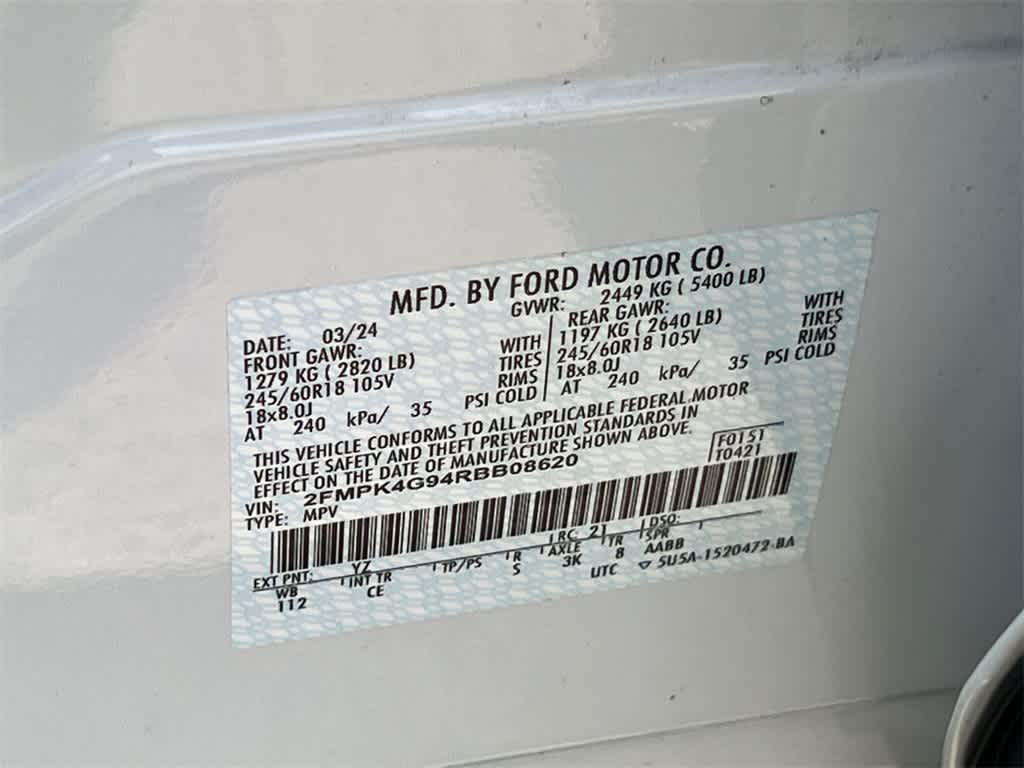 MFD. BY FORD MOTOR CO.
DATE: 03/24
GVWR: 2449 KG ( 5400 LB)
FRONT GAWR:
1279 KG ( 2820 LB) WITH
245/60R18 105V TIRES
18x8.0J RIMS
AT 240 kPa/ 35 PSI COLD
REAR GAWR:
1197 KG ( 2640 LB) WITH
245/60R18 105V TIRES
18x8.0J RIMS
AT 240 kPa/ 35 PSI COLD
THIS VEHICLE CONFORMS TO ALL APPLICABLE FEDERAL MOTOR
VEHICLE SAFETY AND THEFT PREVENTION STANDARDS IN
EFFECT ON THE DATE OF MANUFACTURE SHOWN ABOVE.
VIN: 2FMPK4G94RBB08620
TYPE: MPV
F0151
T0421
EXT PNT: YZ RC: 21 DSO:
WB INT TR TP/PS R AXLE TR SPR
112 CE S 3K 8 AABB
UTC ▽ 5U5A-1520472-BA